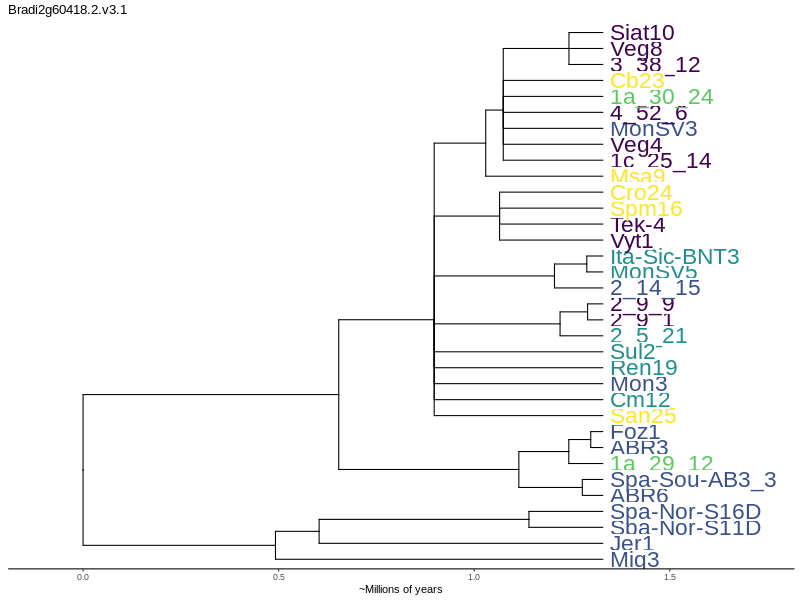 Bradi2g60418.2.v3.1
Siat10
Veg8
3_38_12
Cb23
1a_30_24
4_52_6
MonSV3
Veg4
1c_25_14
Msa9
Cro24
Spm16
Tek-4
Vyt1
Ita-Sic-BNT3
MonSV5
2_14_15
2_9_9
2_9_1
2_5_21
Sul2
Ren19
Mon3
Cm12
San25
Foz1
ABR3
1a_29_12
Spa-Sou-AB3_3
ABR6
Spa-Nor-S16D
Spa-Nor-S11D
Jer1
Mig3
0.0 0.5 1.0 1.5
~Millions of years